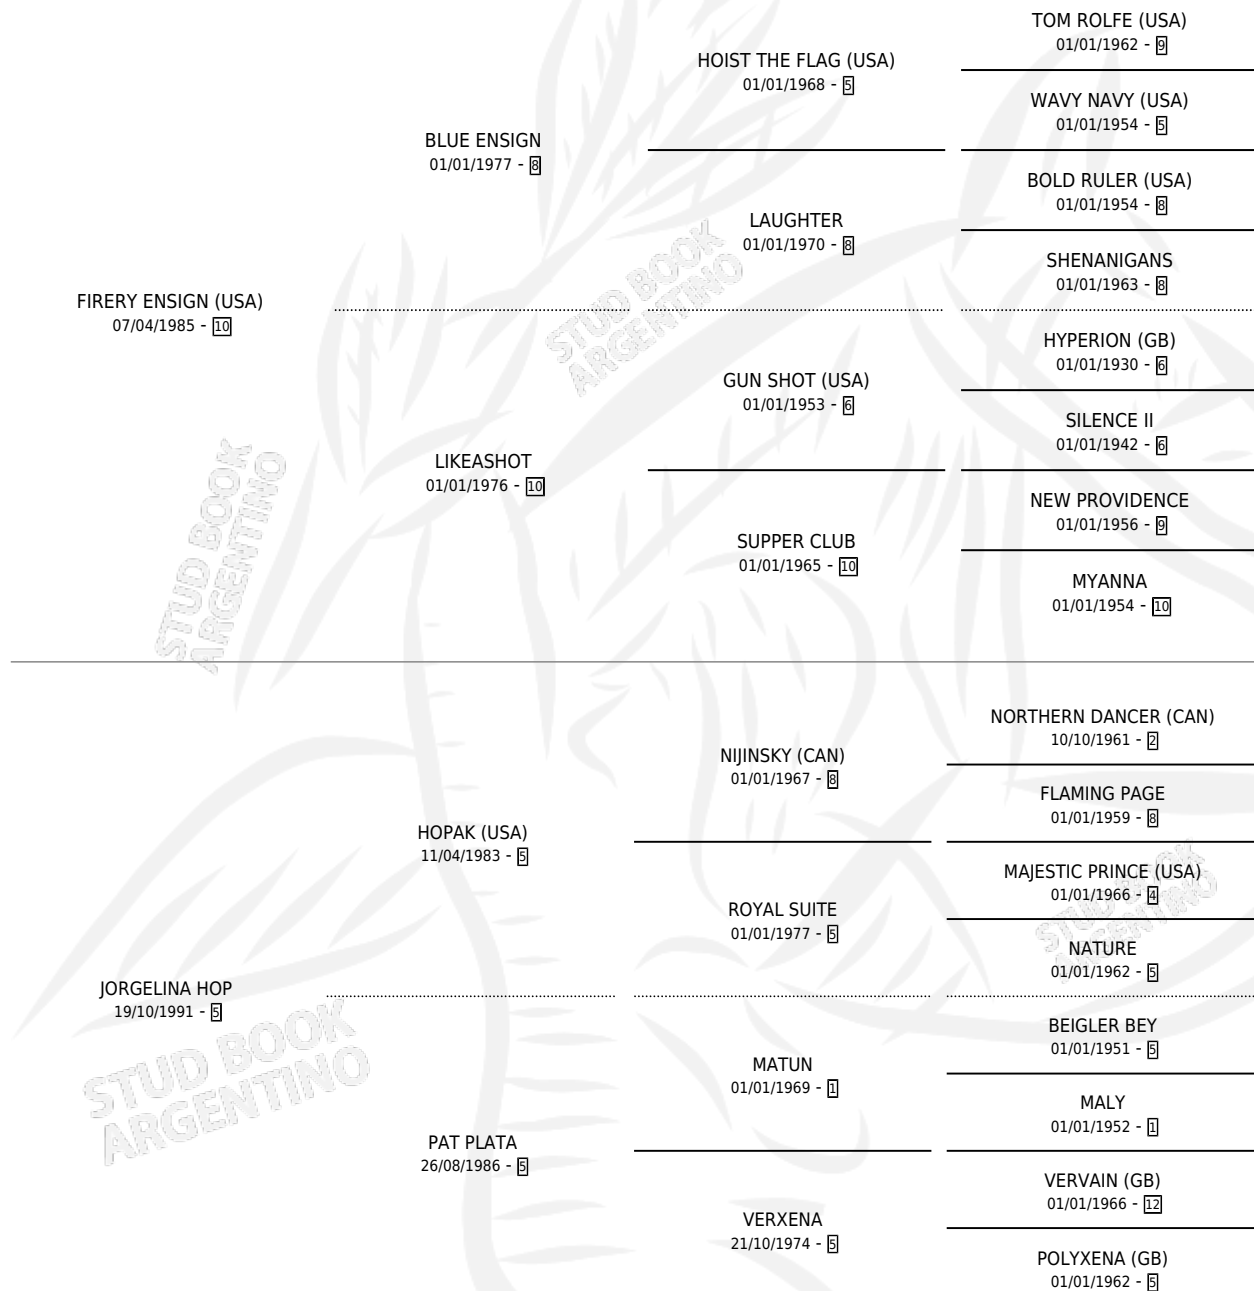 TOM ROLFE (USA)
01/01/1962 - 9
HOIST THE FLAG (USA)
01/01/1968 - 5
WAVY NAVY (USA)
01/01/1954 - 5
BLUE ENSIGN
01/01/1977 - 8
BOLD RULER (USA)
01/01/1954 - 8
LAUGHTER
01/01/1970 - 8
SHENANIGANS
01/01/1963 - 8
FIRERY ENSIGN (USA)
07/04/1985 - 10
HYPERION (GB)
01/01/1930 - 6
GUN SHOT (USA)
01/01/1953 - 6
SILENCE II
01/01/1942 - 6
LIKEASHOT
01/01/1976 - 10
NEW PROVIDENCE
01/01/1956 - 9
SUPPER CLUB
01/01/1965 - 10
MYANNA
01/01/1954 - 10
STUD BOOK
ARGENTINO
STUD BOOK
ARGENTINO
NORTHERN DANCER (CAN)
10/10/1961 - 2
NIJINSKY (CAN)
01/01/1967 - 8
FLAMING PAGE
01/01/1959 - 8
HOPAK (USA)
11/04/1983 - 5
MAJESTIC PRINCE (USA)
01/01/1966 - 4
ROYAL SUITE
01/01/1977 - 5
NATURE
01/01/1962 - 5
STUD BOOK
ARGENTINO
JORGELINA HOP
19/10/1991 - 5
BEIGLER BEY
01/01/1951 - 5
MATUN
01/01/1969 - 1
MALY
01/01/1952 - 1
STUD BOOK
ARGENTINO
PAT PLATA
26/08/1986 - 5
VERVAIN (GB)
01/01/1966 - 12
VERXENA
21/10/1974 - 5
POLYXENA (GB)
01/01/1962 - 5